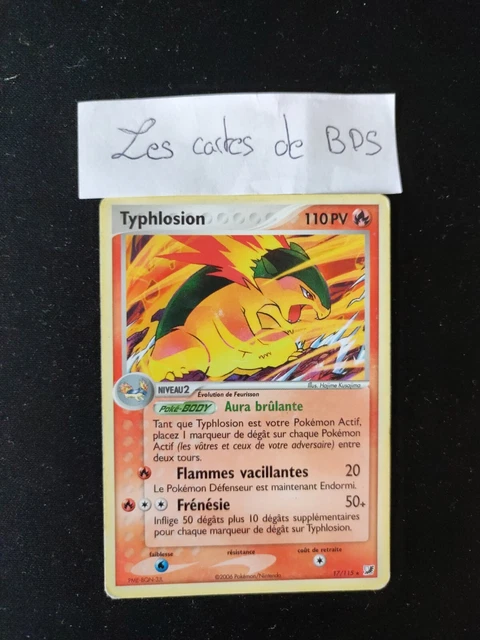 Les cartes de BDS
Typhlosion 110 PV
Illus. Hajime Kusajima
NIVEAU 2
Évolution de Feurisson
Poké-BODY Aura brûlante
Tant que Typhlosion est votre Pokémon Actif,
placez 1 marqueur de dégât sur chaque Pokémon
Actif (les vôtres et ceux de votre adversaire) entre
deux tours.
Flammes vacillantes 20
Le Pokémon Défenseur est maintenant Endormi.
Frénésie 50+
Inflige 50 dégâts plus 10 dégâts supplémentaires
pour chaque marqueur de dégât sur Typhlosion.
faiblesse résistance coût de retraite
©2006 Pokémon/Nintendo 17/115